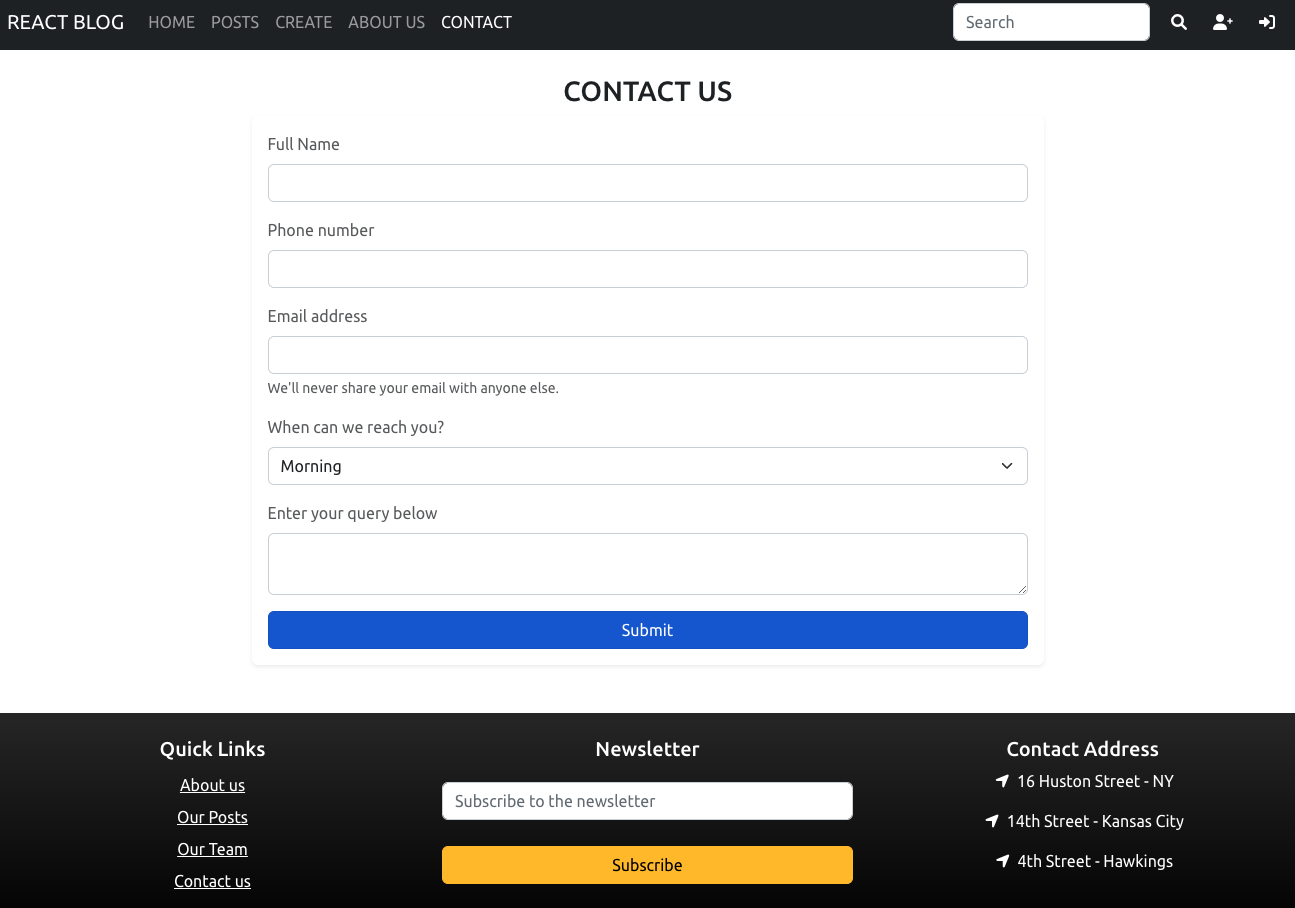 REACT BLOG HOME POSTS CREATE ABOUT US CONTACT Search
CONTACT US
Full Name
Phone number
Email address
We'll never share your email with anyone else.
When can we reach you?
Morning
Enter your query below
Submit
Quick Links
About us
Our Posts
Our Team
Contact us
Newsletter
Subscribe to the newsletter
Subscribe
Contact Address
16 Huston Street - NY
14th Street - Kansas City
4th Street - Hawkings